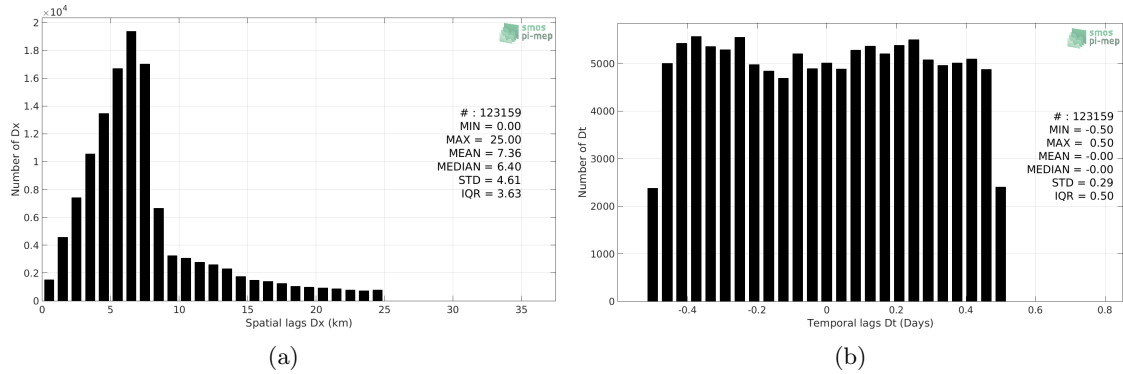 ×10⁴
2
1.8
1.6
1.4
1.2
1
0.8
0.6
0.4
0.2
0
Number of Dx
smos
pi-mep
# : 123159
MIN = 0.00
MAX = 25.00
MEAN = 7.36
MEDIAN = 6.40
STD = 4.61
IQR = 3.63
0 5 10 15 20 25 30 35
Spatial lags Dx (km)
(a)
5000
4000
3000
2000
1000
0
Number of Dt
smos
pi-mep
# : 123159
MIN = -0.50
MAX = 0.50
MEAN = -0.00
MEDIAN = -0.00
STD = 0.29
IQR = 0.50
-0.4 -0.2 0 0.2 0.4 0.6 0.8
Temporal lags Dt (Days)
(b)